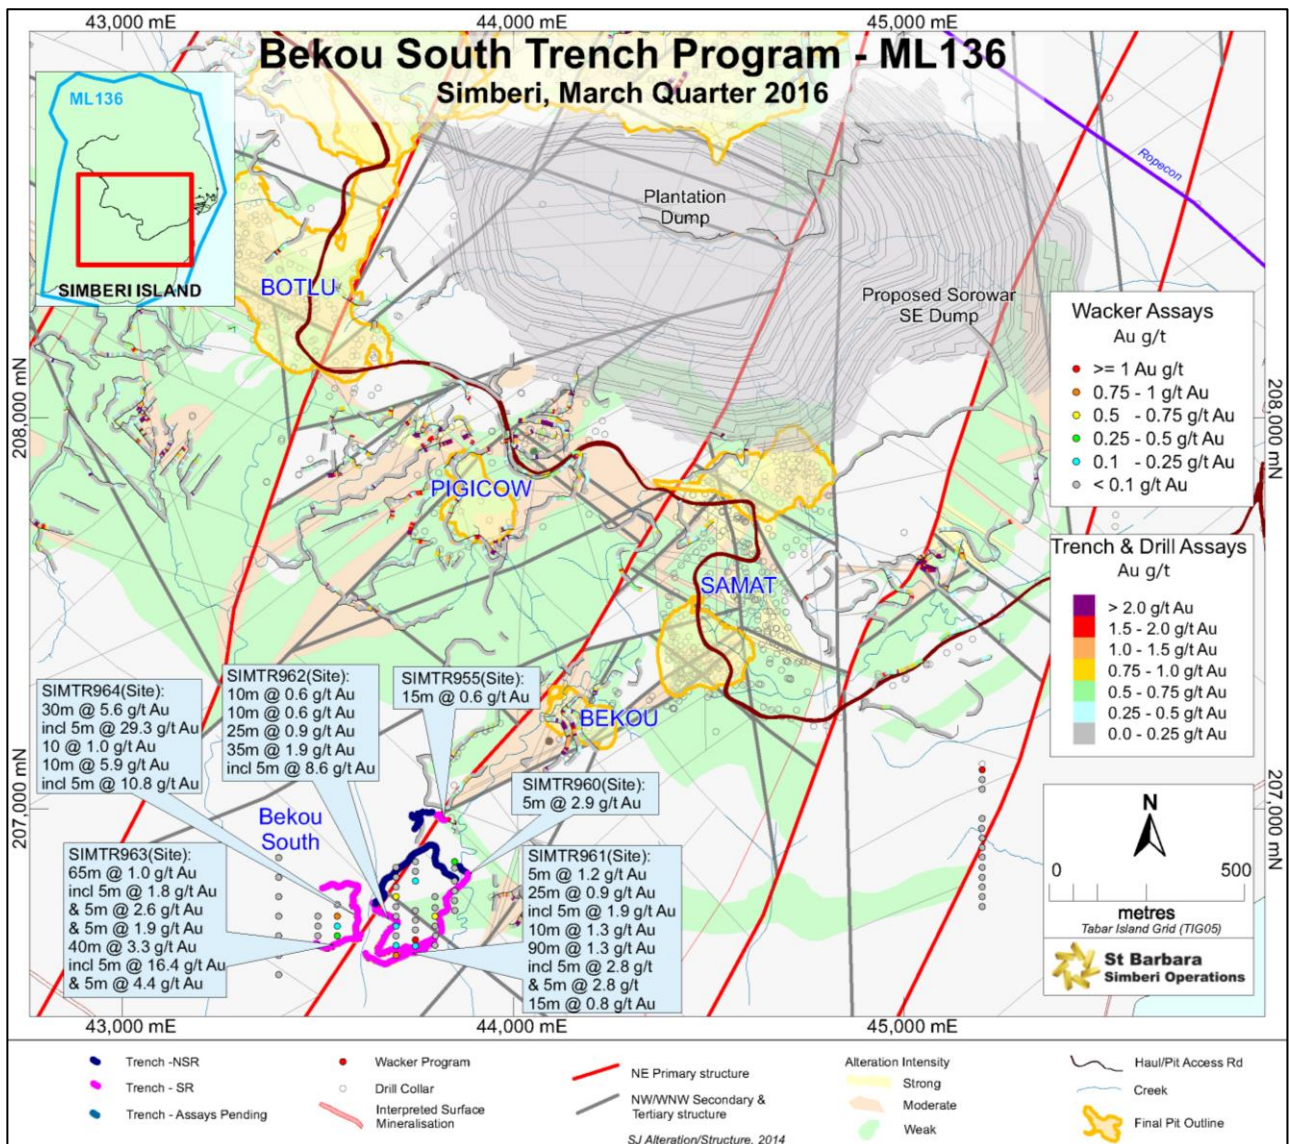 43,000 mE
44,000 mE
45,000 mE
Bekou South Trench Program - ML136
Simberi, March Quarter 2016
ML136
SIMBERI ISLAND
Ropecon
Plantation
Dump
Proposed Sorowar
SE Dump
BOTLU
PIGICOW
SAMAT
BEKOU
Bekou
South
208,000 mN
207,000 mN
208,000 mN
207,000 mN
Wacker Assays
Au g/t
>= 1 Au g/t
0.75 - 1 g/t Au
0.5 - 0.75 g/t Au
0.25 - 0.5 g/t Au
0.1 - 0.25 g/t Au
< 0.1 g/t Au
Trench & Drill Assays
Au g/t
> 2.0 g/t Au
1.5 - 2.0 g/t Au
1.0 - 1.5 g/t Au
0.75 - 1.0 g/t Au
0.5 - 0.75 g/t Au
0.25 - 0.5 g/t Au
0.0 - 0.25 g/t Au
SIMTR964(Site):
30m @ 5.6 g/t Au
incl 5m @ 29.3 g/t Au
10 @ 1.0 g/t Au
10m @ 5.9 g/t Au
incl 5m @ 10.8 g/t Au
SIMTR962(Site):
10m @ 0.6 g/t Au
10m @ 0.6 g/t Au
25m @ 0.9 g/t Au
35m @ 1.9 g/t Au
incl 5m @ 8.6 g/t Au
SIMTR955(Site):
15m @ 0.6 g/t Au
SIMTR960(Site):
5m @ 2.9 g/t Au
SIMTR963(Site):
65m @ 1.0 g/t Au
incl 5m @ 1.8 g/t Au
& 5m @ 2.6 g/t Au
& 5m @ 1.9 g/t Au
40m @ 3.3 g/t Au
incl 5m @ 16.4 g/t Au
& 5m @ 4.4 g/t Au
SIMTR961(Site):
5m @ 1.2 g/t Au
25m @ 0.9 g/t Au
incl 5m @ 1.9 g/t Au
10m @ 1.3 g/t Au
90m @ 1.3 g/t Au
incl 5m @ 2.8 g/t
& 5m @ 2.8 g/t
15m @ 0.8 g/t Au
N
0 500
metres
Tabar Island Grid (TIG05)
St Barbara
Simberi Operations
43,000 mE
44,000 mE
45,000 mE
Trench -NSR
Trench - SR
Trench - Assays Pending
Wacker Program
Drill Collar
Interpreted Surface
Mineralisation
NE Primary structure
NW/WNW Secondary &
Tertiary structure
SJ Alteration/Structure, 2014
Alteration Intensity
Strong
Moderate
Weak
Haul/Pit Access Rd
Creek
Final Pit Outline